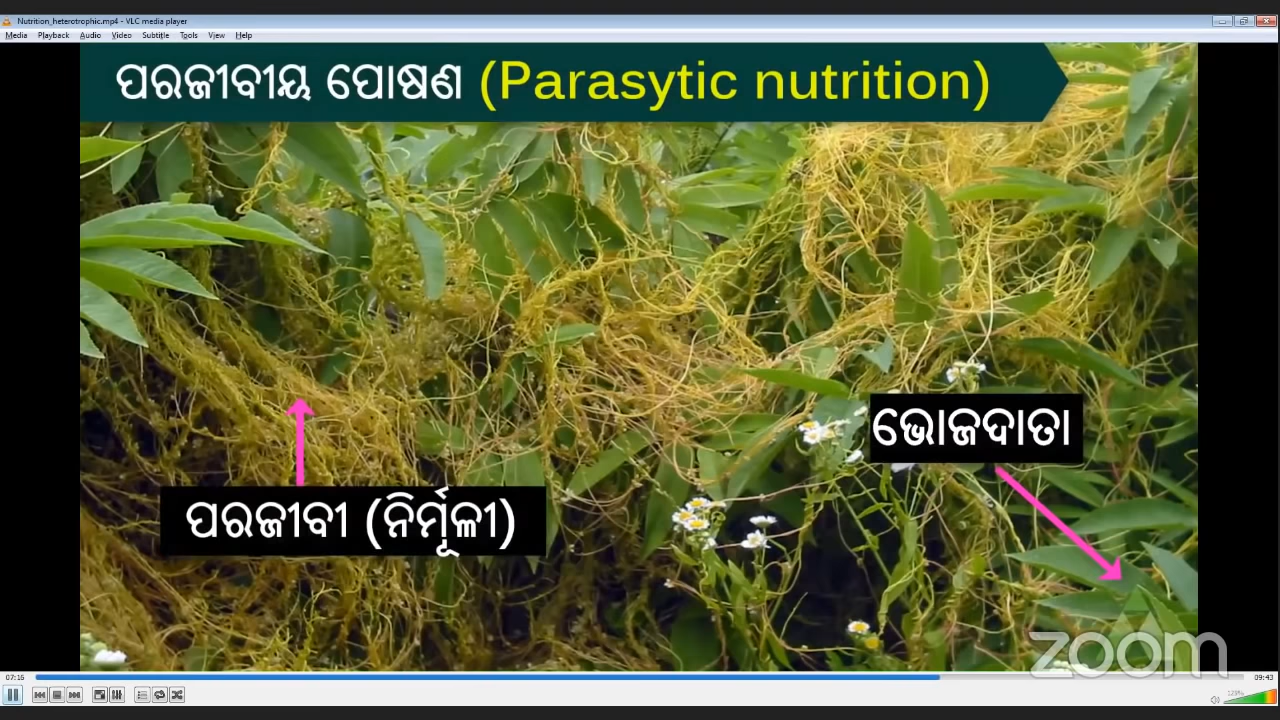 Nutrition_heterotrophic.mp4 - VLC media player
Media Playback Audio Video Subtitle Tools View Help
ପରଜୀବୀୟ ପୋଷଣ (Parasytic nutrition)
ଭୋଜଦାତା
ପରଜୀବୀ (ନିର୍ମୂଳୀ)
zoom
07:16 09:43
129%